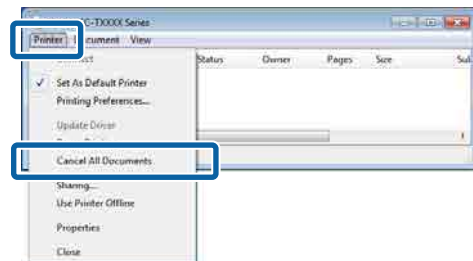 C-TXXXX Series
Printer Document View
Status Owner Pages Size Sul
Set As Default Printer
Printing Preferences...
Update Driver
Cancel All Documents
Sharing...
Use Printer Offline
Properties
Close